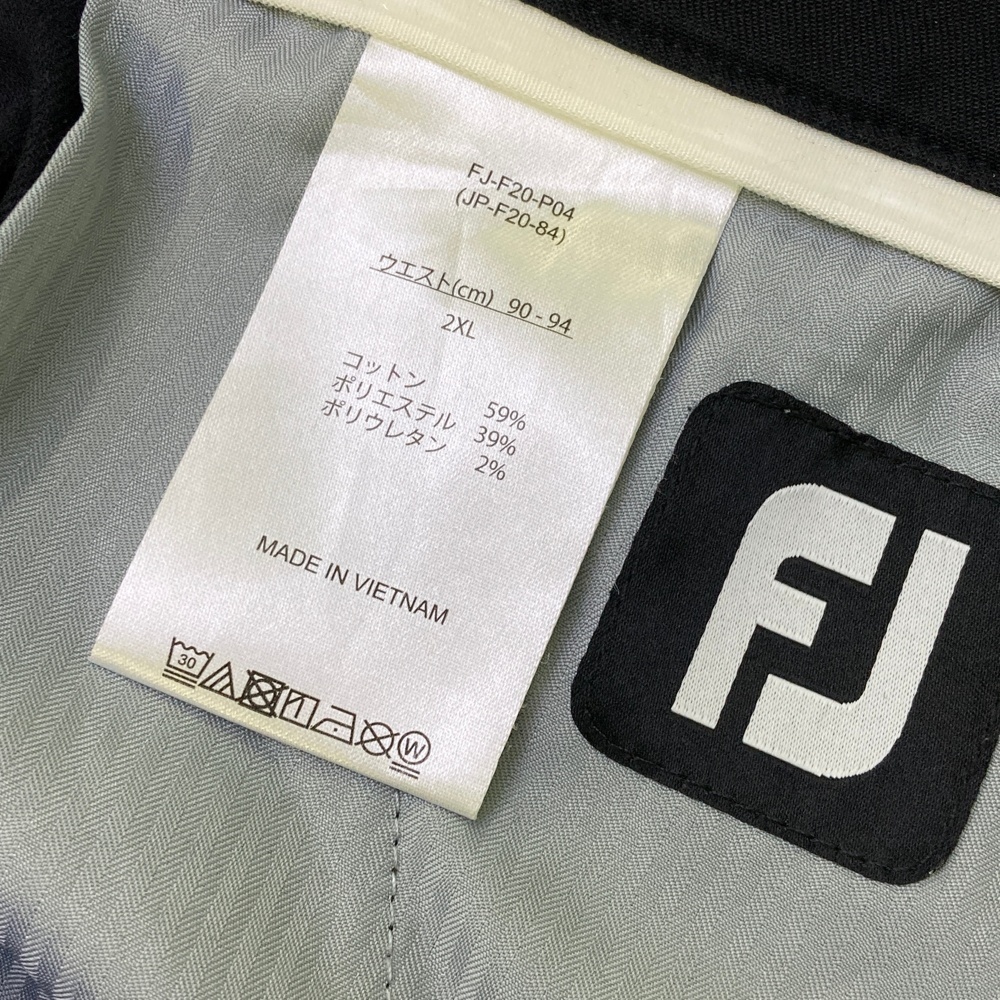 FJ-F20-P04
(JP-F20-84)
ウエスト(cm) 90 - 94
2XL
コットン 59%
ポリエステル 39%
ポリウレタン 2%
MADE IN VIETNAM
30
W
FJ